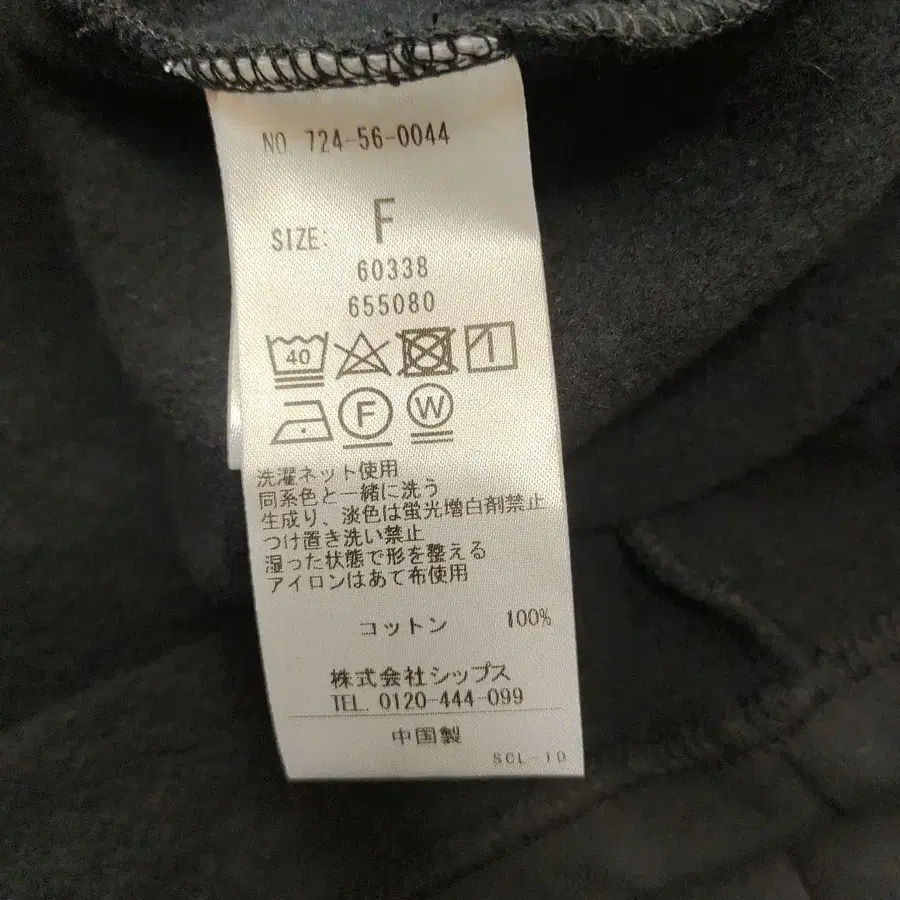 NO. 724-56-0044
SIZE: F
60338
655080
40
F W
洗濯ネット使用
同系色と一緒に洗う
生成り、淡色は蛍光増白剤禁止
つけ置き洗い禁止
湿った状態で形を整える
アイロンはあて布使用
コットン 100%
株式会社シップス
TEL. 0120-444-099
中国製
SCL-10